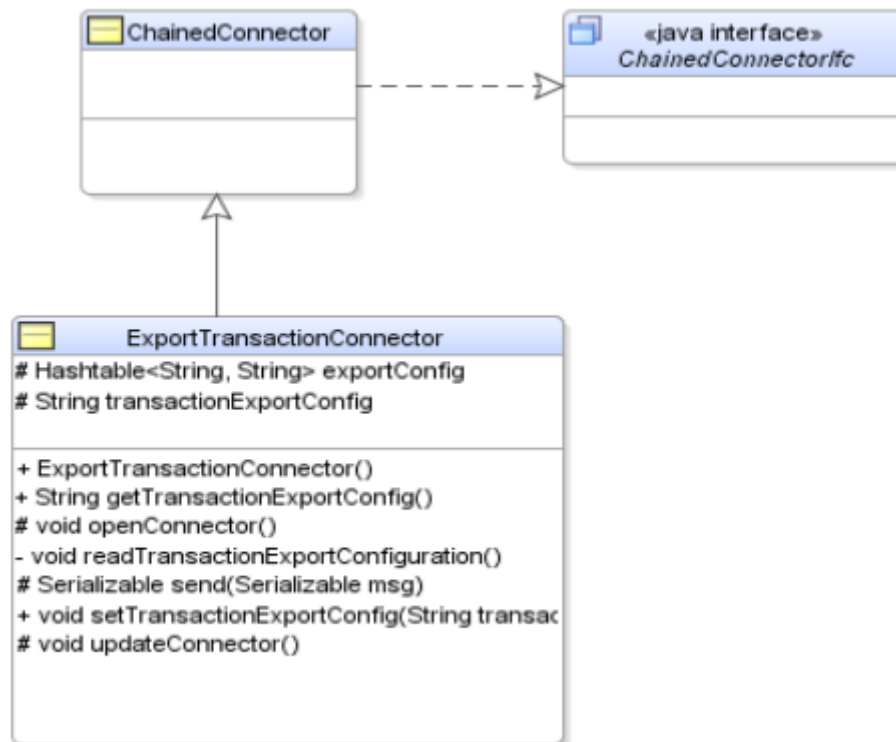 ChainedConnector
«java interface»
ChainedConnectorIfc
ExportTransactionConnector
# Hashtable<String, String> exportConfig
# String transactionExportConfig
+ ExportTransactionConnector()
+ String getTransactionExportConfig()
# void openConnector()
- void readTransactionExportConfiguration()
# Serializable send(Serializable msg)
+ void setTransactionExportConfig(String transac
# void updateConnector()